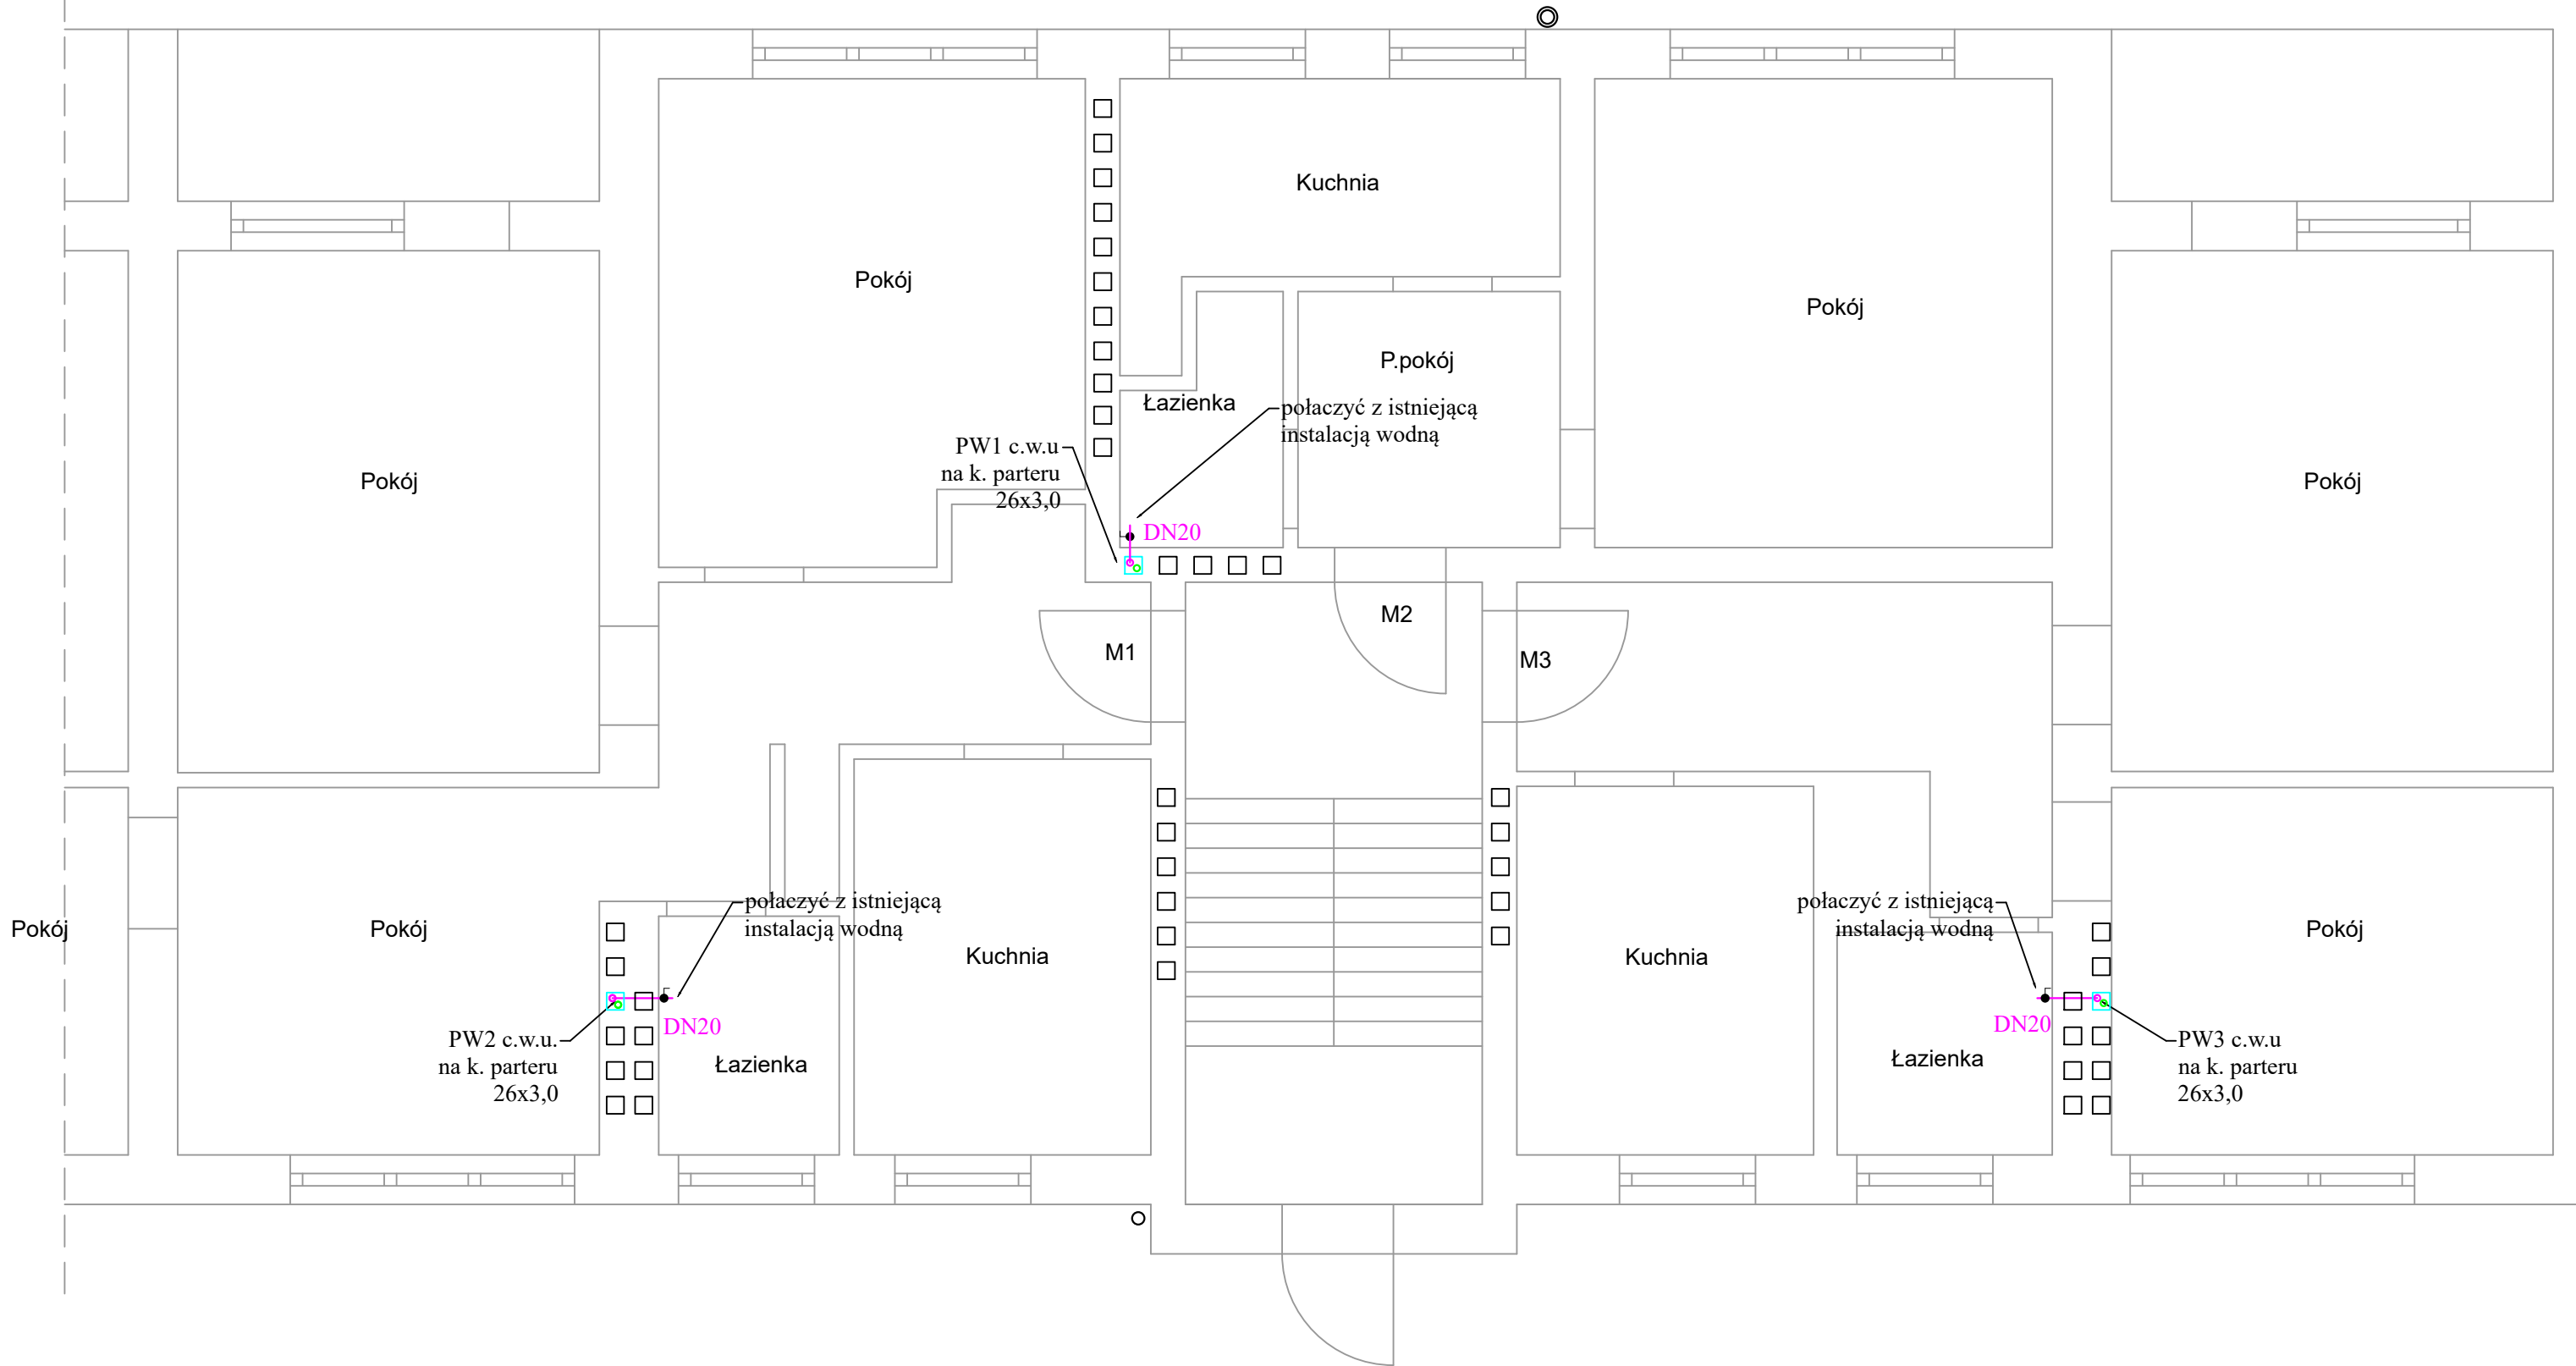 Kuchnia
Pokój
Pokój
P.pokój
Łazienka
połaczyć z istniejącą
instalacją wodną
PW1 c.w.u
na k. parteru
26x3,0
Pokój
Pokój
DN20
M1
M2
M3
połaczyć z istniejącą
instalacją wodną
połaczyć z istniejącą
instalacją wodną
Pokój
Pokój
Kuchnia
Kuchnia
Pokój
DN20
DN20
PW2 c.w.u.
na k. parteru
26x3,0
Łazienka
Łazienka
PW3 c.w.u
na k. parteru
26x3,0